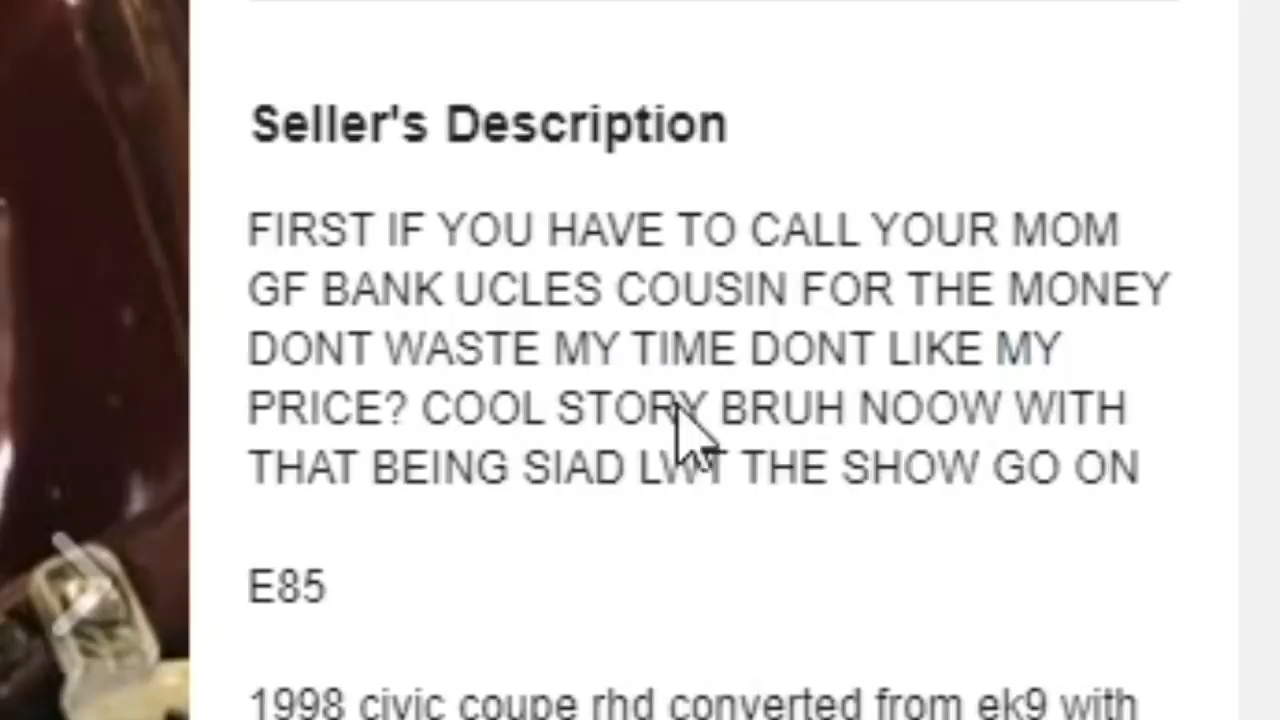 Seller's Description
FIRST IF YOU HAVE TO CALL YOUR MOM
GF BANK UCLES COUSIN FOR THE MONEY
DONT WASTE MY TIME DONT LIKE MY
PRICE? COOL STORY BRUH NOOW WITH
THAT BEING SIAD LWT THE SHOW GO ON
E85
1998 civic coupe rhd converted from ek9 with